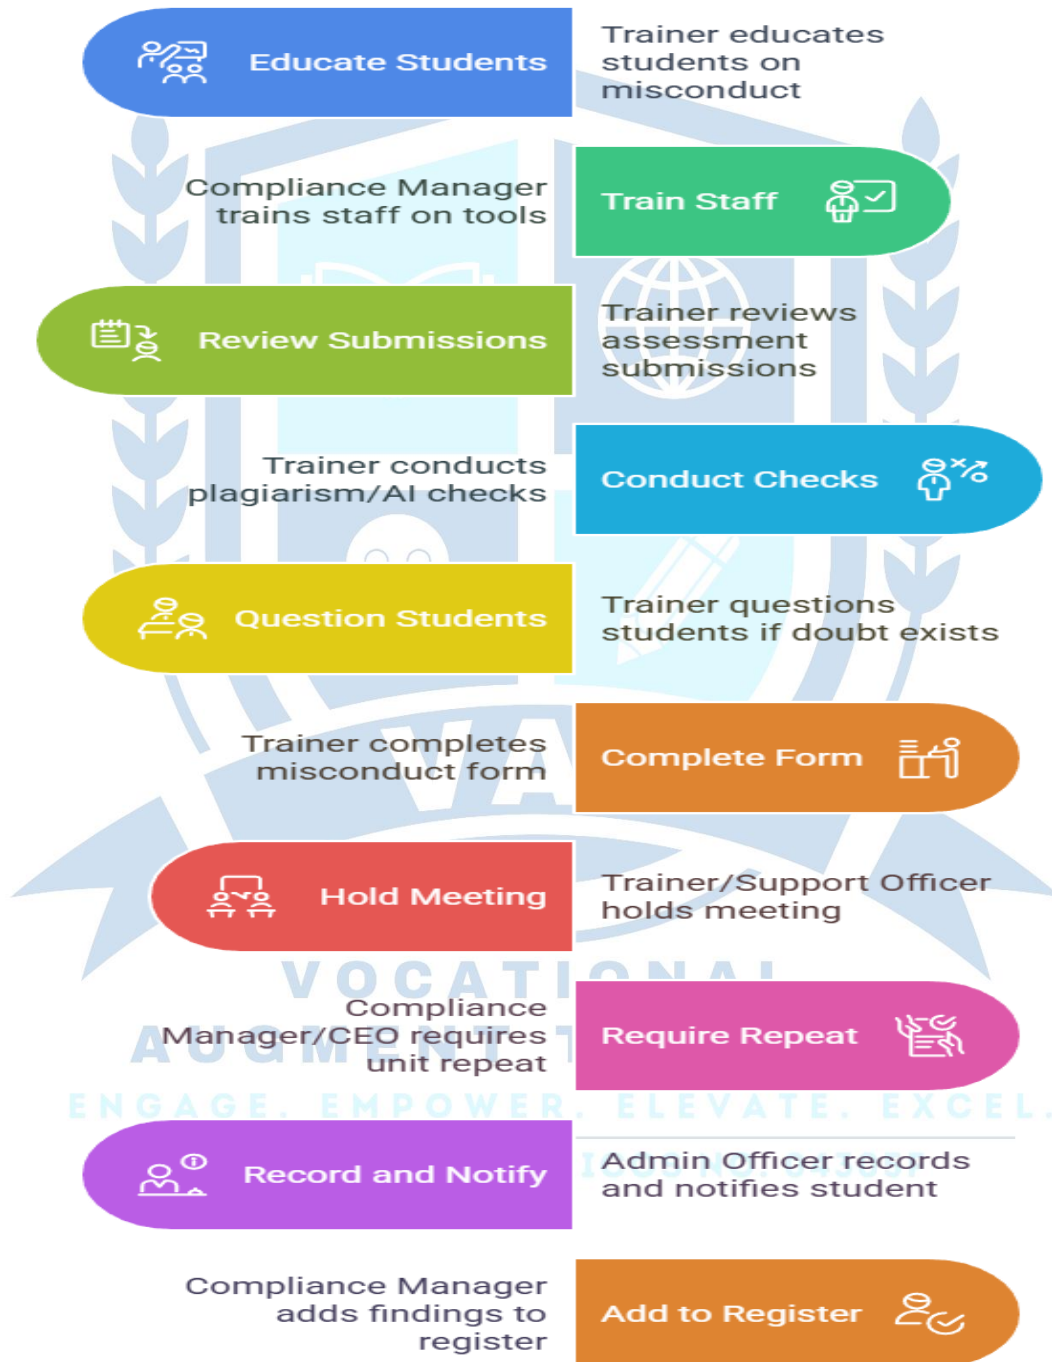 Educate Students
Trainer educates
students on
misconduct
Compliance Manager
trains staff on tools
Train Staff
Review Submissions
Trainer reviews
assessment
submissions
Trainer conducts
plagiarism/AI checks
Conduct Checks
Question Students
Trainer questions
students if doubt exists
Trainer completes
misconduct form
Complete Form
Hold Meeting
Trainer/Support Officer
holds meeting
VOCATIONAL
Compliance
Manager/CEO requires
unit repeat
Require Repeat
AUGMENT
ENGAGE. EMPOWER. ELEVATE. EXCEL.
Record and Notify
Admin Officer records
and notifies student
Compliance Manager
adds findings to
register
Add to Register